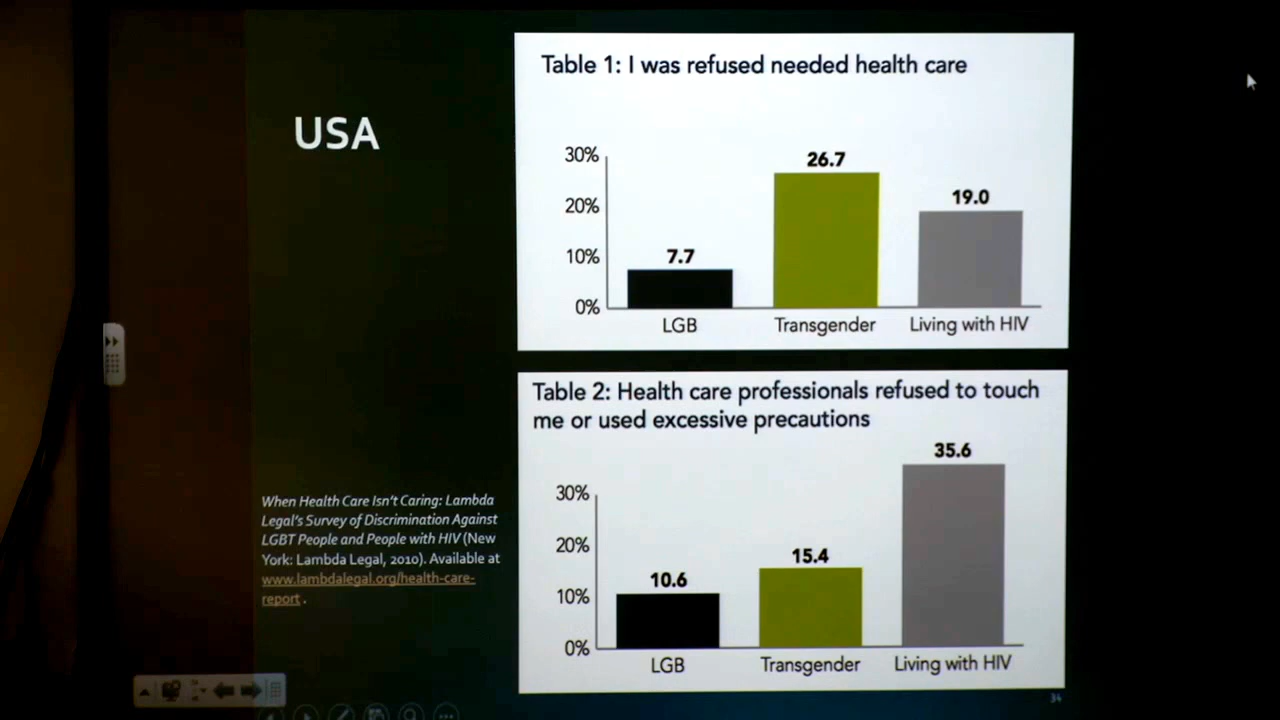 USA
Table 1: I was refused needed health care
30%
20%
10%
0%
7.7
26.7
19.0
LGB
Transgender
Living with HIV
Table 2: Health care professionals refused to touch
me or used excessive precautions
30%
20%
10%
0%
10.6
15.4
35.6
LGB
Transgender
Living with HIV
When Health Care Isn't Caring: Lambda
Legal's Survey of Discrimination Against
LGBT People and People with HIV (New
York: Lambda Legal, 2010). Available at
www.lambdalegal.org/health-care-
report .
34